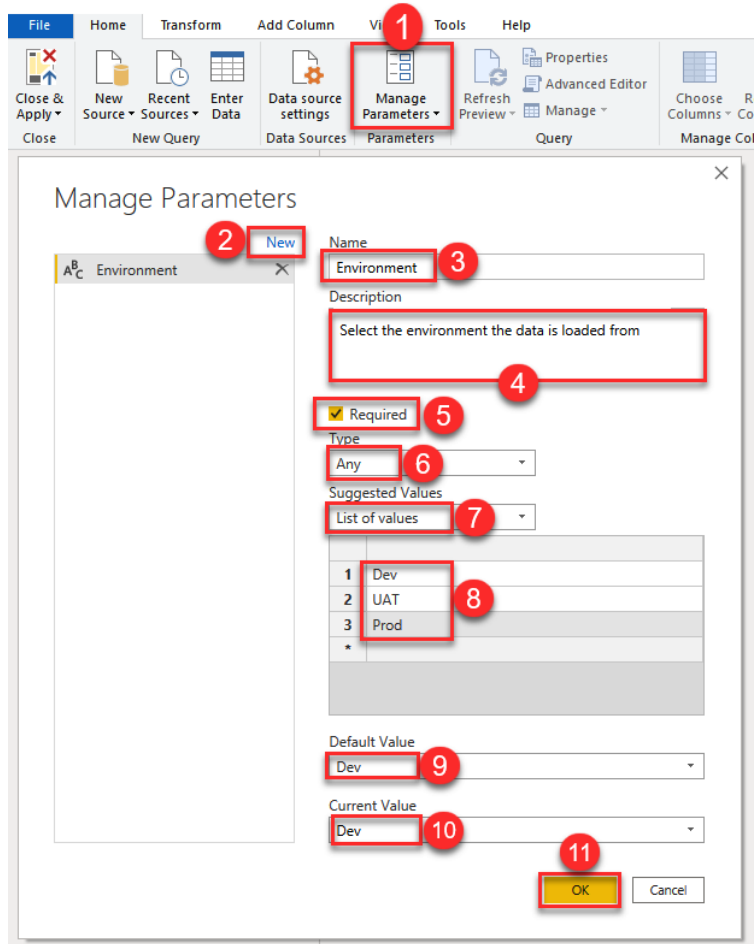 File Home Transform Add Column Tools Help
1
Close & Apply
New Source
Recent Sources
Enter Data
Data source settings
Manage Parameters
Refresh Preview
Properties
Advanced Editor
Manage
Choose Columns
Close
New Query
Data Sources
Parameters
Query
Manage Col
Manage Parameters
2 New
ABC Environment
Name
Environment 3
Description
Select the environment the data is loaded from
4
Required 5
Type
Any 6
Suggested Values
List of values 7
1 Dev
2 UAT 8
3 Prod
*
Default Value
Dev 9
Current Value
Dev 10
11
OK Cancel